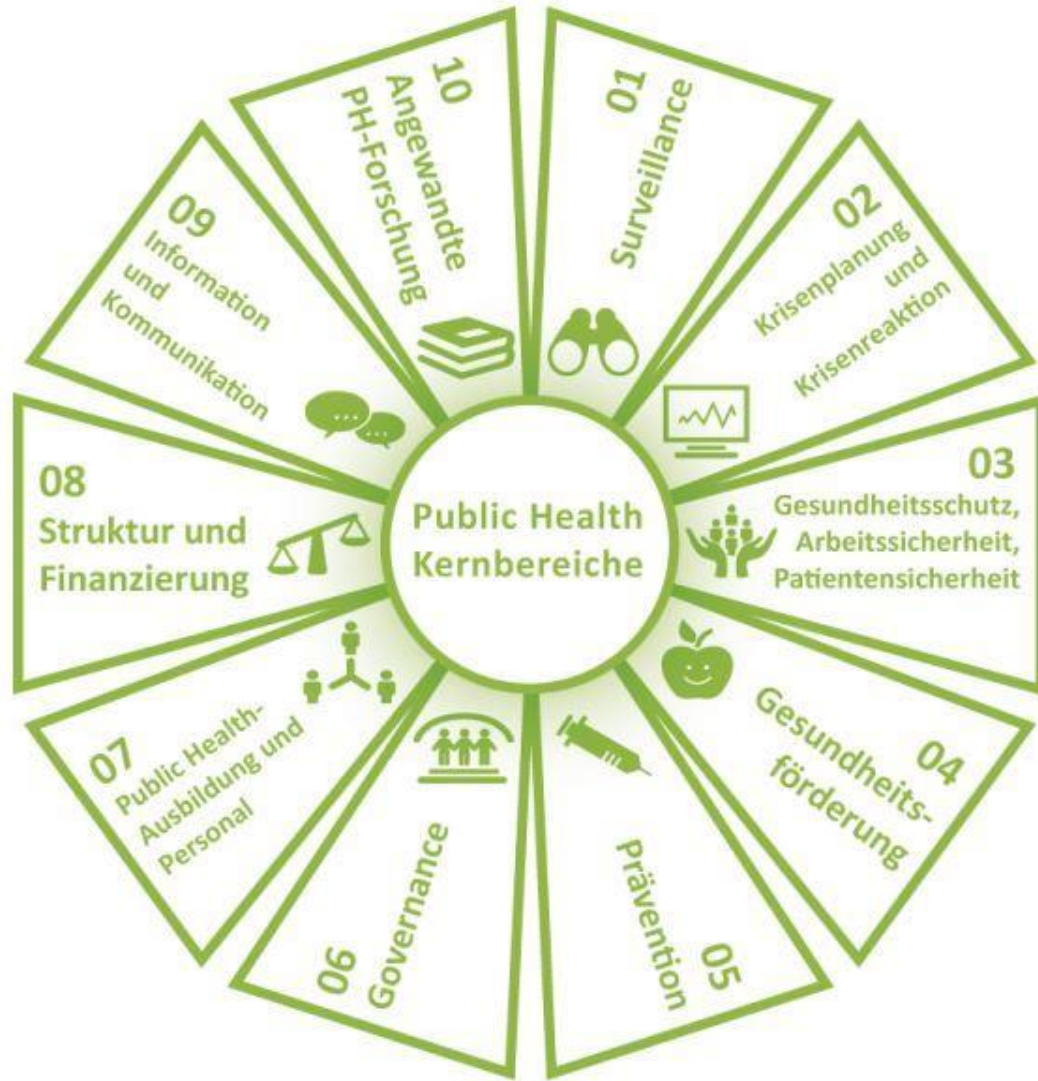 Public Health
Kernbereiche
01
Surveillance
02
Krisenplanung
und
Krisenreaktion
03
Gesundheitsschutz,
Arbeitssicherheit,
Patientensicherheit
04
Gesundheits-
förderung
05
Prävention
06
Governance
07
Public Health-
Ausbildung und
Personal
08
Struktur und
Finanzierung
09
Information
und
Kommunikation
10
Angewandte
PH-Forschung